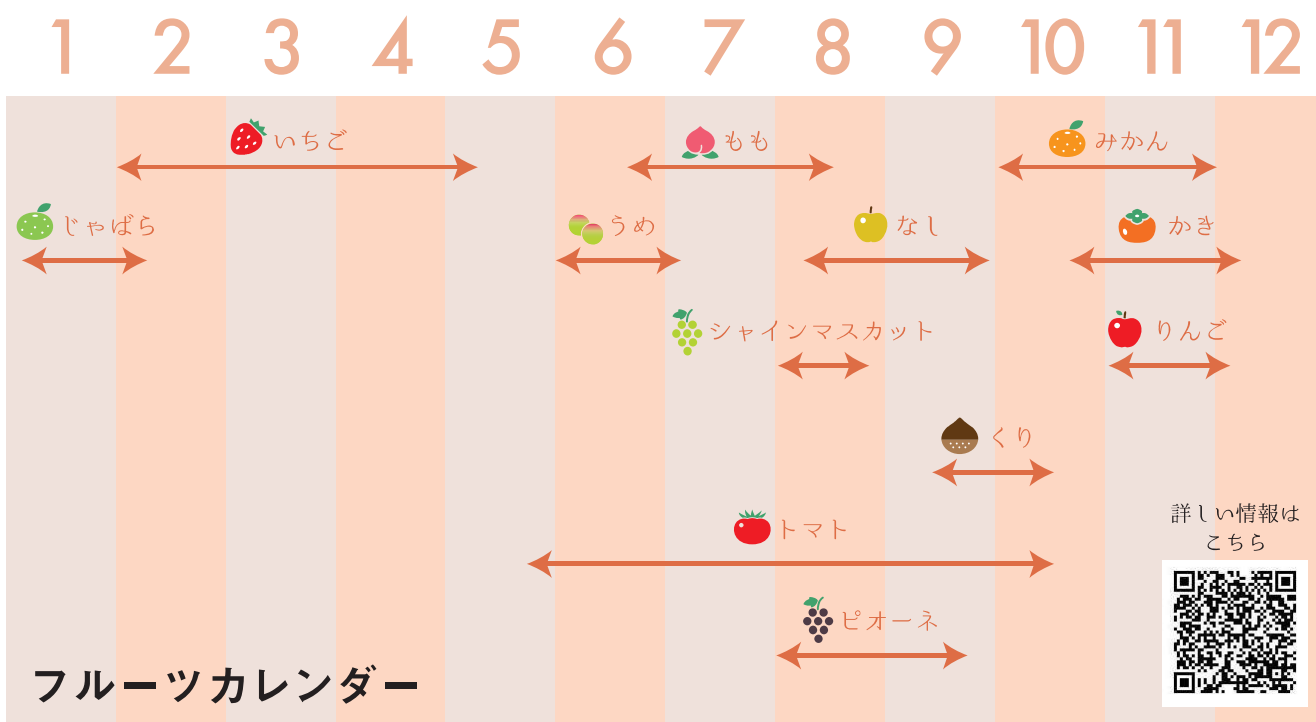 1 2 3 4 5 6 7 8 9 10 11 12
いちご
もも
みかん
じゃばら
うめ
なし
かき
シャインマスカット
りんご
くり
トマト
詳しい情報は
こちら
ピオーネ
フルーツカレンダー